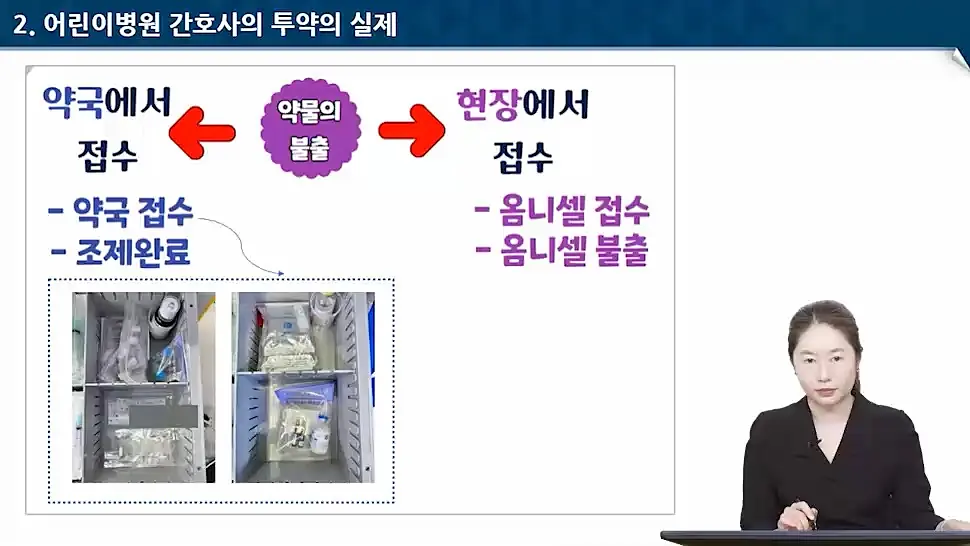 2. 어린이병원 간호사의 투약의 실제
약국에서
접수
- 약국 접수
- 조제완료
약물의
불출
현장에서
접수
- 옴니셀 접수
- 옴니셀 불출